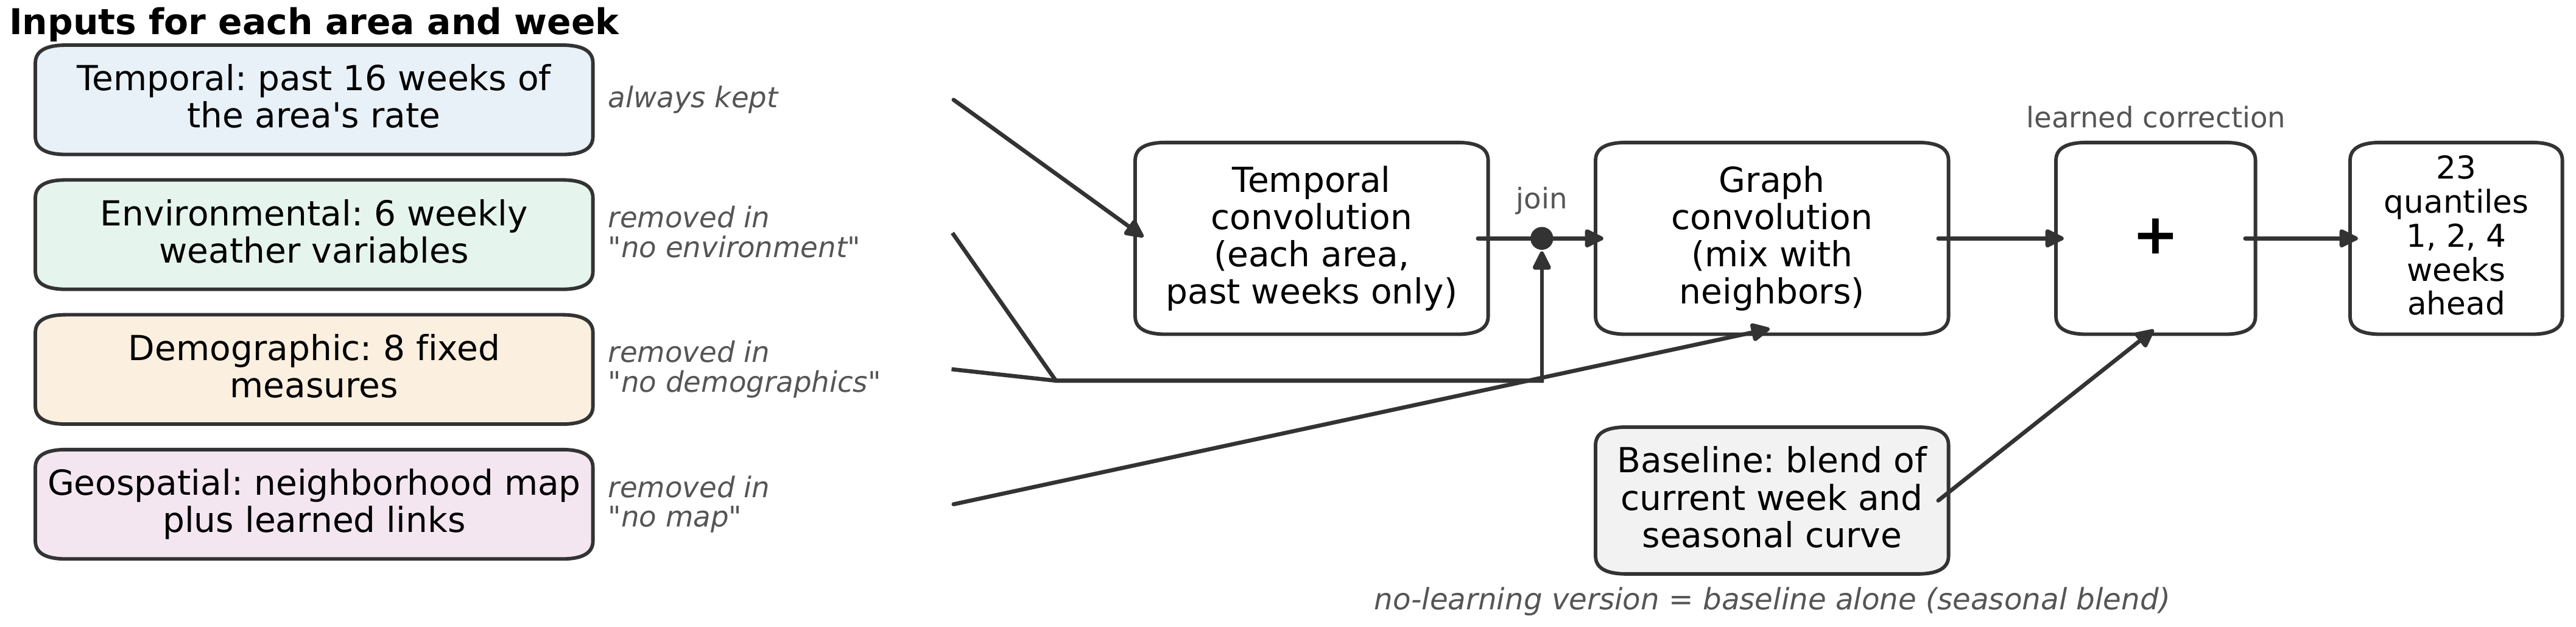 Inputs for each area and week
Temporal: past 16 weeks of
the area's rate
always kept
Environmental: 6 weekly
weather variables
removed in
"no environment"
Demographic: 8 fixed
measures
removed in
"no demographics"
Geospatial: neighborhood map
plus learned links
removed in
"no map"
Temporal
convolution
(each area,
past weeks only)
join
Graph
convolution
(mix with
neighbors)
learned correction
+
23
quantiles
1, 2, 4
weeks
ahead
Baseline: blend of
current week and
seasonal curve
no-learning version = baseline alone (seasonal blend)